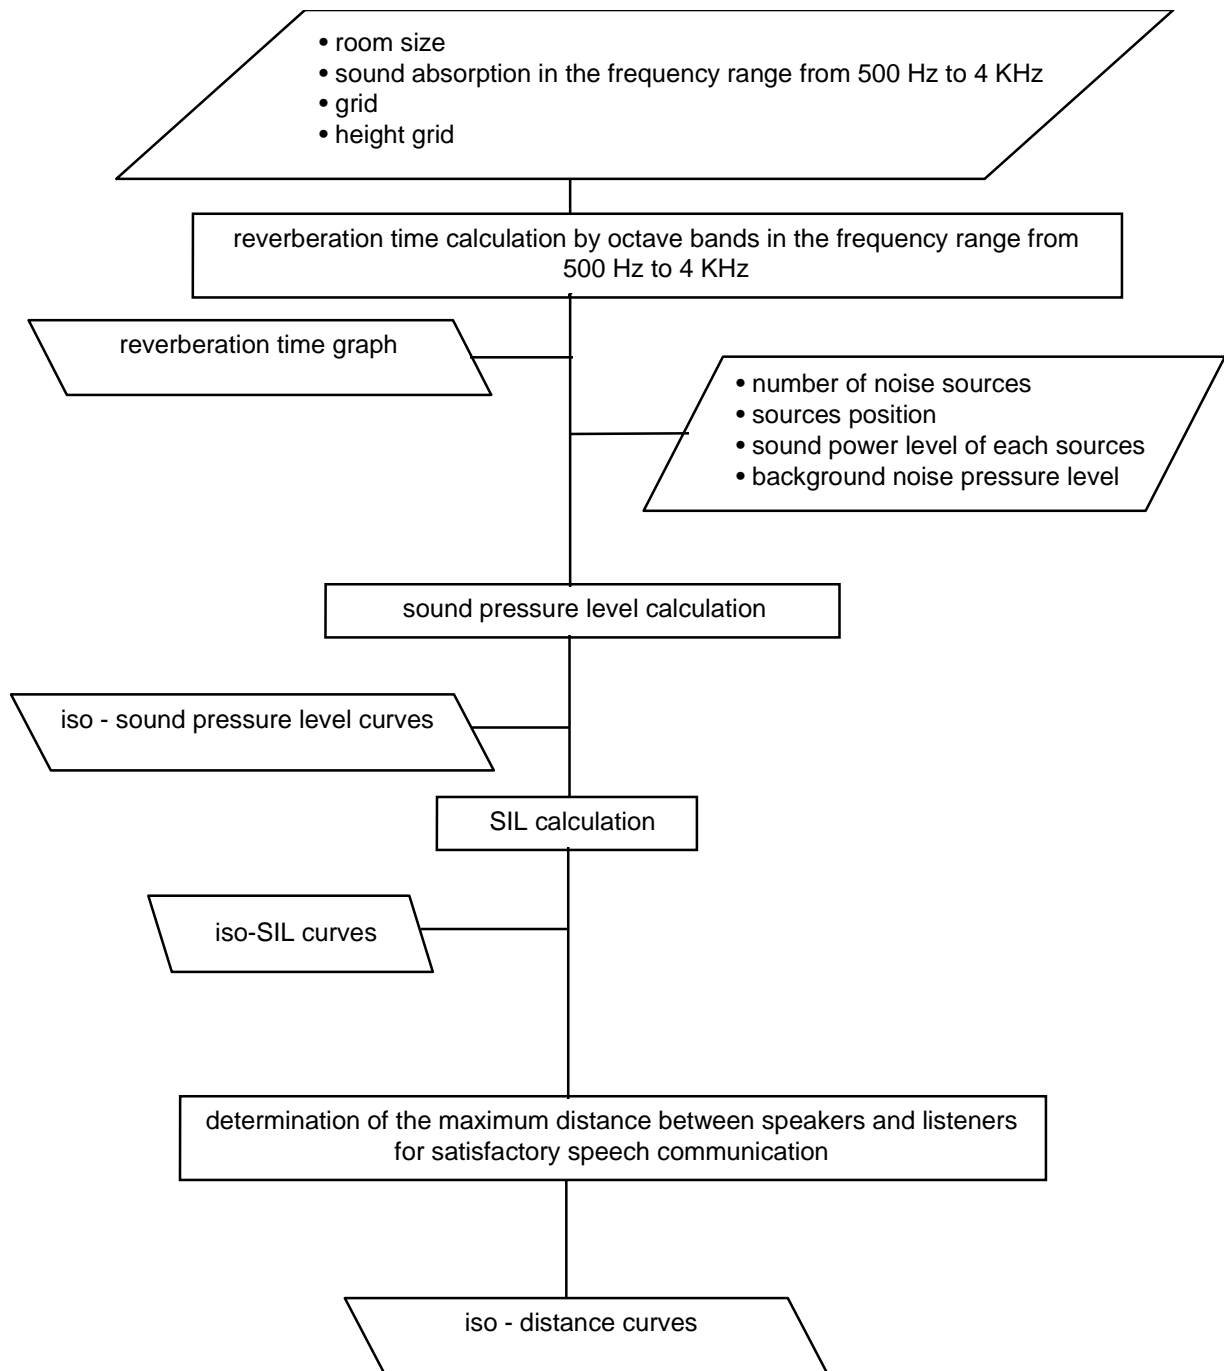 • room size
• sound absorption in the frequency range from 500 Hz to 4 KHz
• grid
• height grid
reverberation time calculation by octave bands in the frequency range from
500 Hz to 4 KHz
reverberation time graph
• number of noise sources
• sources position
• sound power level of each sources
• background noise pressure level
sound pressure level calculation
iso - sound pressure level curves
SIL calculation
iso-SIL curves
determination of the maximum distance between speakers and listeners
for satisfactory speech communication
iso - distance curves